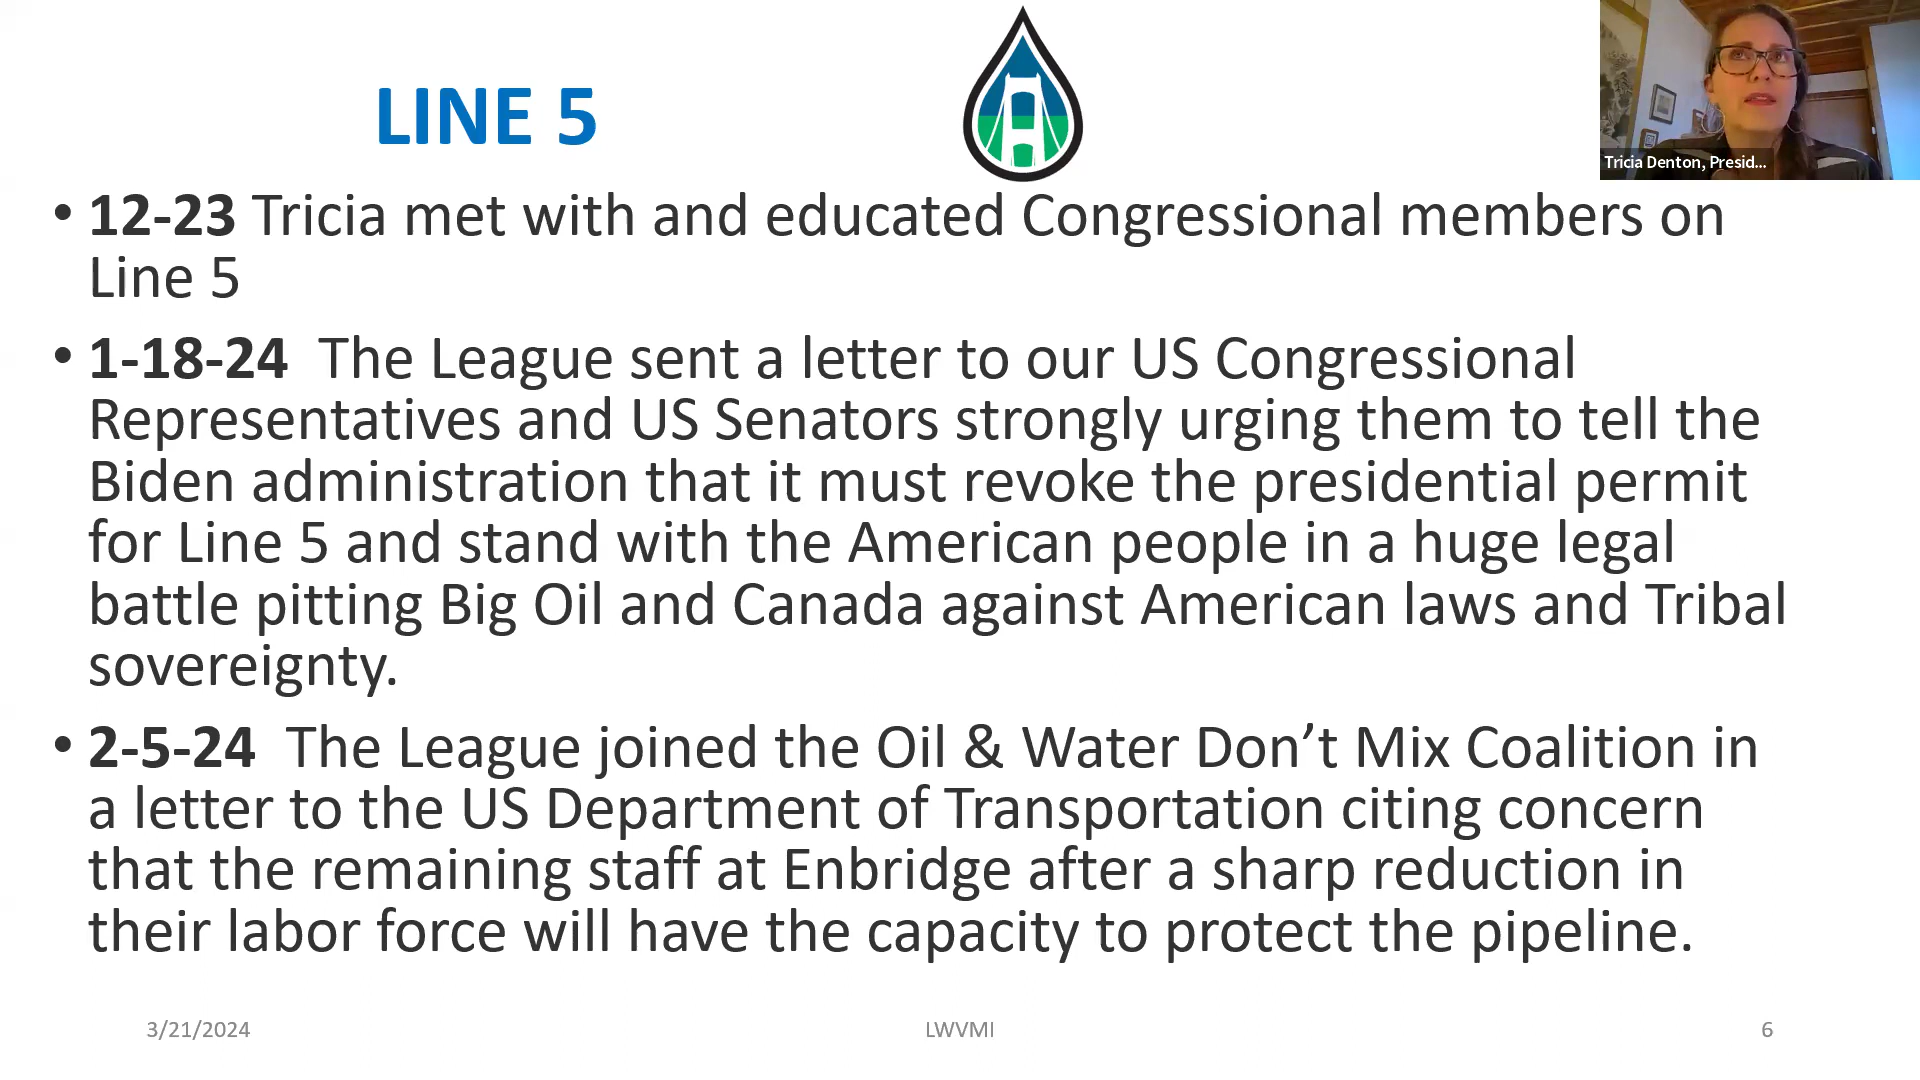 LINE 5
Tricia Denton, Presid...
• 12-23 Tricia met with and educated Congressional members on
Line 5
• 1-18-24  The League sent a letter to our US Congressional
Representatives and US Senators strongly urging them to tell the
Biden administration that it must revoke the presidential permit
for Line 5 and stand with the American people in a huge legal
battle pitting Big Oil and Canada against American laws and Tribal
sovereignty.
• 2-5-24  The League joined the Oil & Water Don’t Mix Coalition in
a letter to the US Department of Transportation citing concern
that the remaining staff at Enbridge after a sharp reduction in
their labor force will have the capacity to protect the pipeline.
3/21/2024
LWVMI
6